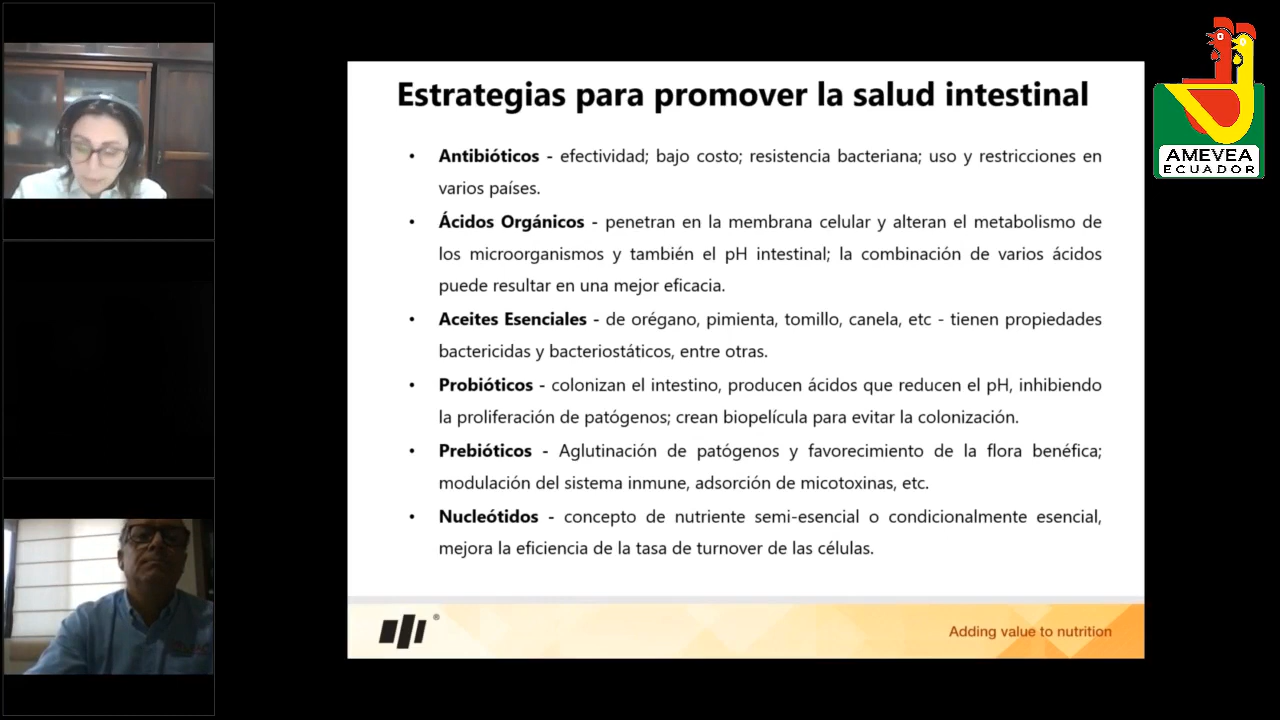 Estrategias para promover la salud intestinal
• Antibióticos - efectividad; bajo costo; resistencia bacteriana; uso y restricciones en
varios países.
• Ácidos Orgánicos - penetran en la membrana celular y alteran el metabolismo de
los microorganismos y también el pH intestinal; la combinación de varios ácidos
puede resultar en una mejor eficacia.
• Aceites Esenciales - de orégano, pimienta, tomillo, canela, etc - tienen propiedades
bactericidas y bacteriostáticos, entre otras.
• Probióticos - colonizan el intestino, producen ácidos que reducen el pH, inhibiendo
la proliferación de patógenos; crean biopelícula para evitar la colonización.
• Prebióticos - Aglutinación de patógenos y favorecimiento de la flora benéfica;
modulación del sistema inmune, adsorción de micotoxinas, etc.
• Nucleótidos - concepto de nutriente semi-esencial o condicionalmente esencial,
mejora la eficiencia de la tasa de turnover de las células.
®
Adding value to nutrition
AMEVEA
ECUADOR